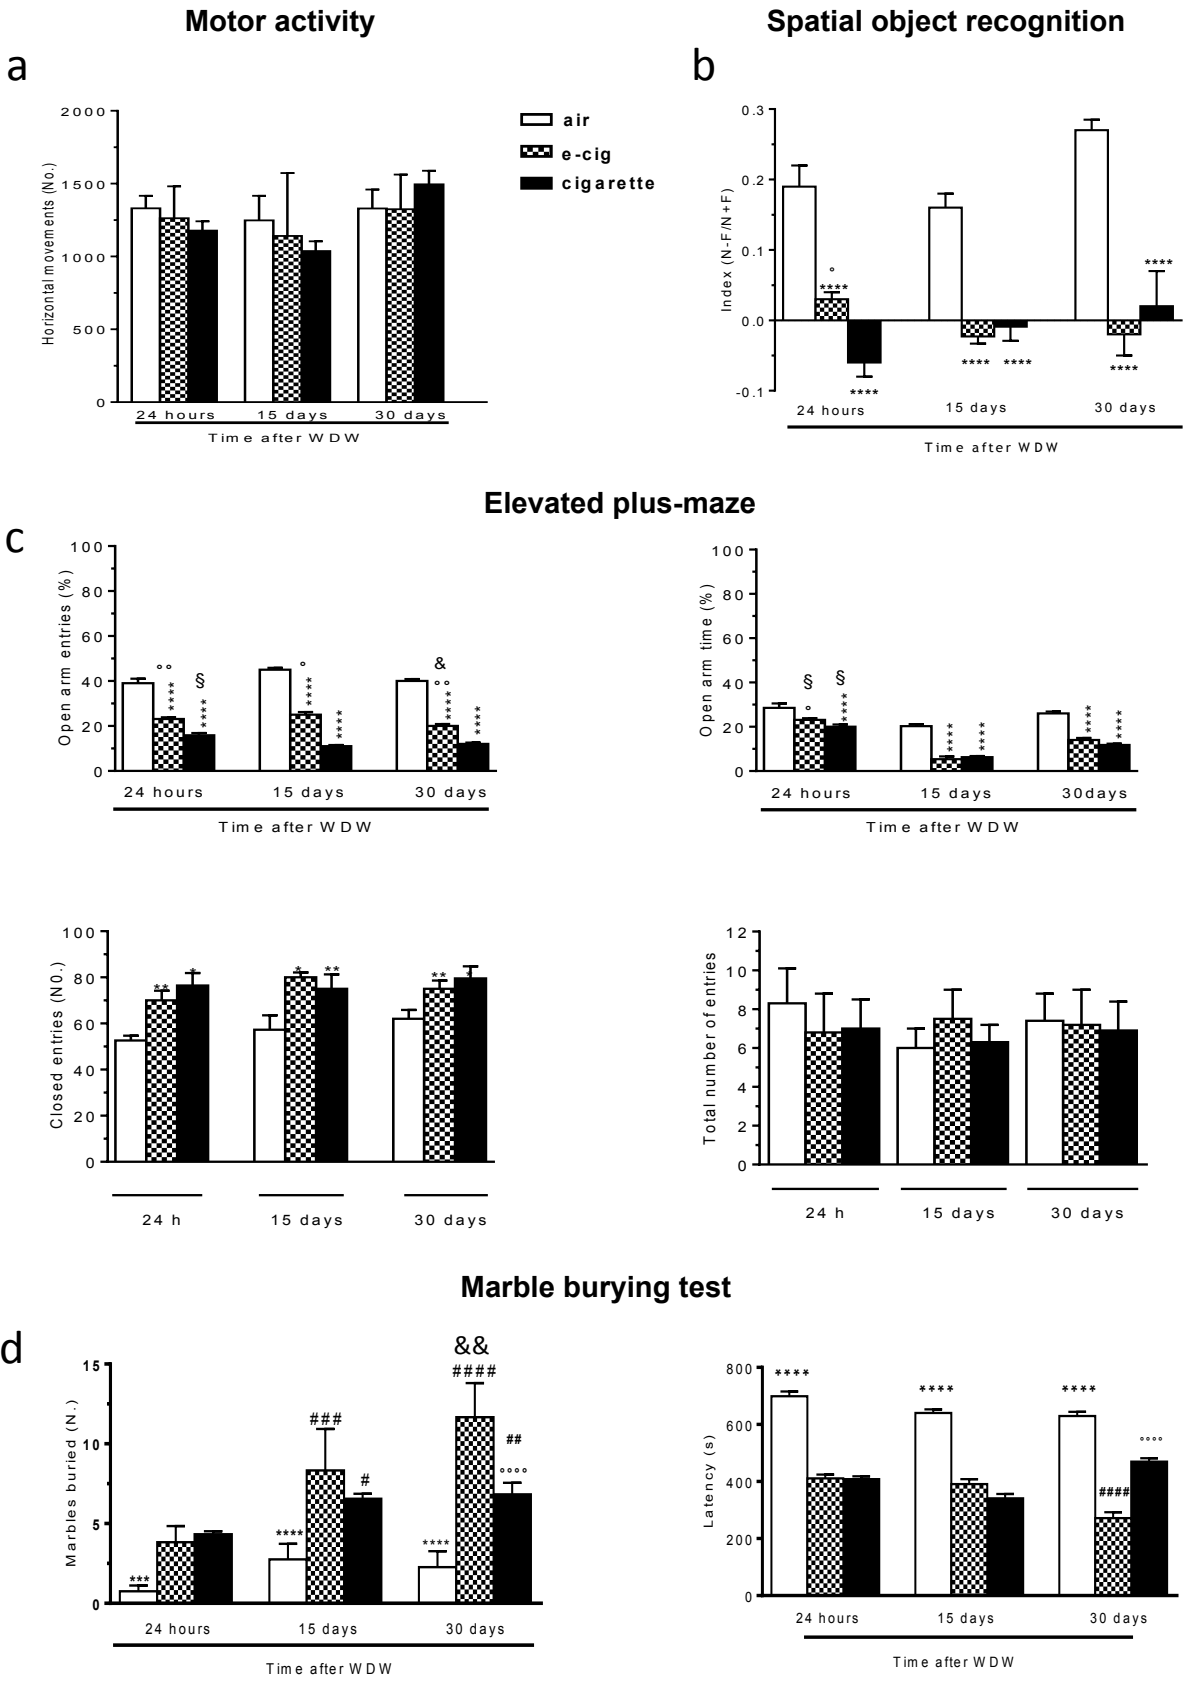 Motor activity
Spatial object recognition
a
b
2000
1500
1000
500
0
Horizontal movements (No.)
24 hours 15 days 30 days
Time after WDW
air
e-cig
cigarette
0.3
0.2
0.1
0.0
-0.1
Index (N-F/N+F)
°
****
****
****
****
****
****
24 hours 15 days 30 days
Time after WDW
Elevated plus-maze
c
100
80
60
40
20
0
Open arm entries (%)
°°
****
§
****
°
****
****
&
°°
****
****
24 hours 15 days 30 days
Time after WDW
100
80
60
40
20
0
Open arm time (%)
§
°
§
****
****
****
****
****
24 hours 15 days 30days
Time after WDW
100
80
60
40
20
0
Closed entries (N0.)
**
*
*
**
**
*
24 h 15 days 30 days
12
10
8
6
4
2
0
Total number of entries
24 h 15 days 30 days
Marble burying test
d
15
10
5
0
Marbles buried (N.)
***
****
###
#
****
&&
####
##
°°°°
24 hours 15 days 30 days
Time after WDW
800
600
400
200
0
Latency (s)
****
****
****
####
°°°°
24 hours 15 days 30 days
Time after WDW